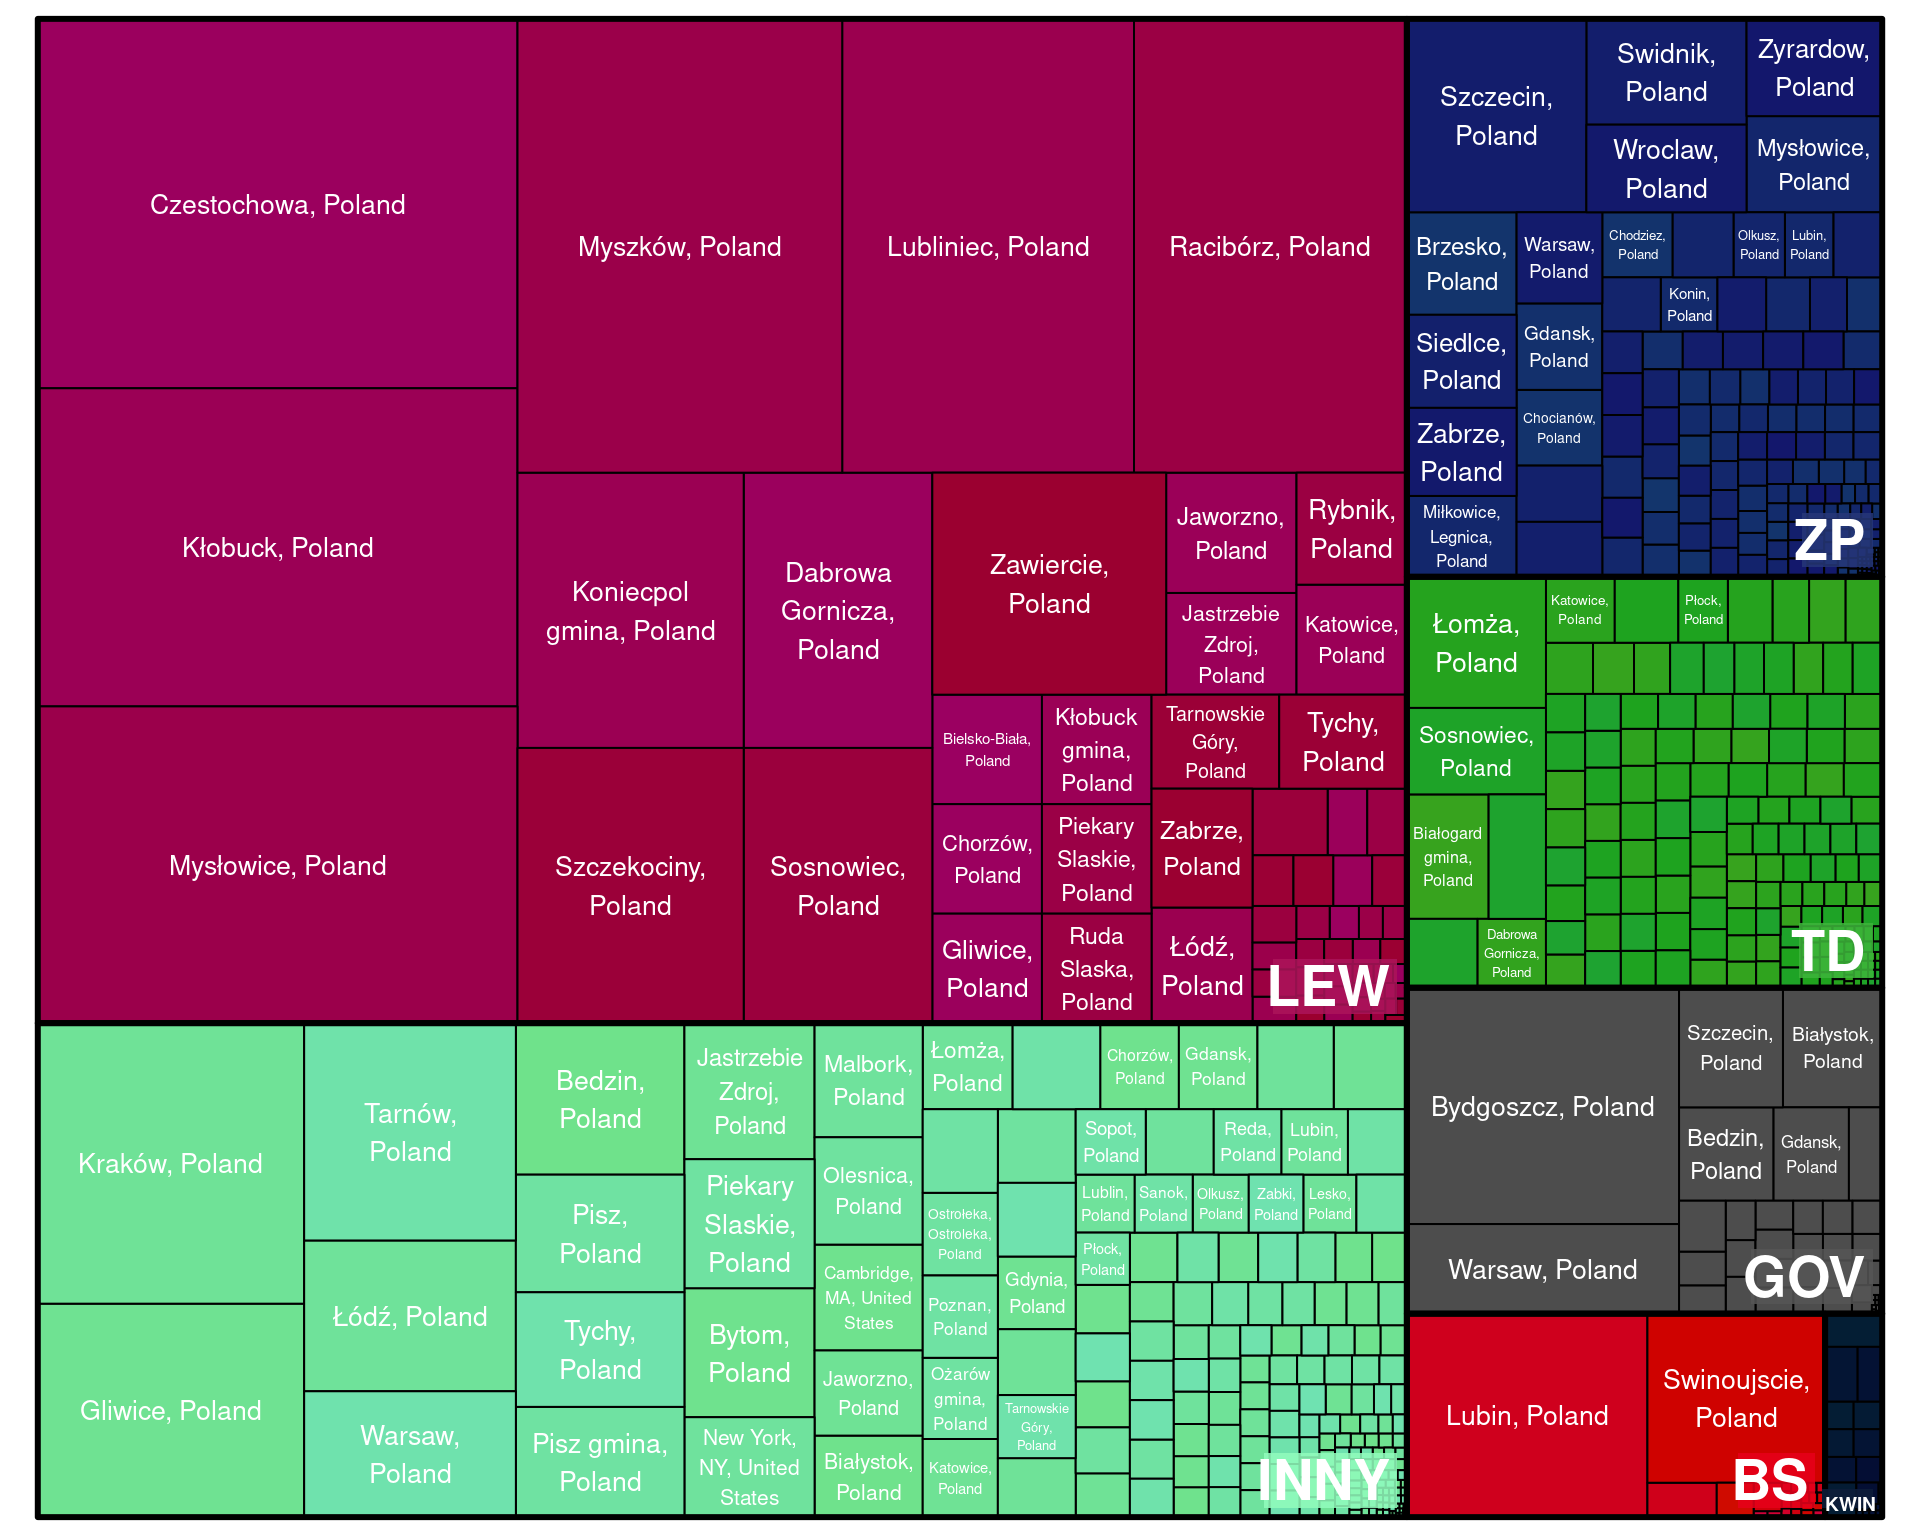 Czestochowa, Poland
Kłobuck, Poland
Mysłowice, Poland
Myszków, Poland
Lubliniec, Poland
Racibórz, Poland
Koniecpol
gmina, Poland
Dabrowa
Gornicza,
Poland
Szczekociny,
Poland
Sosnowiec,
Poland
Zawiercie,
Poland
Jaworzno,
Poland
Rybnik,
Poland
Jastrzebie
Zdroj,
Poland
Katowice,
Poland
Bielsko-Biała,
Poland
Kłobuck
gmina,
Poland
Tarnowskie
Góry,
Poland
Tychy,
Poland
Chorzów,
Poland
Piekary
Slaskie,
Poland
Zabrze,
Poland
Gliwice,
Poland
Ruda
Slaska,
Poland
Łódź,
Poland
LEW
Kraków, Poland
Gliwice, Poland
Tarnów,
Poland
Łódź, Poland
Warsaw,
Poland
Bedzin,
Poland
Pisz,
Poland
Tychy,
Poland
Pisz gmina,
Poland
Jastrzebie
Zdroj,
Poland
Piekary
Slaskie,
Poland
Bytom,
Poland
New York,
NY, United
States
Malbork,
Poland
Olesnica,
Poland
Cambridge,
MA, United
States
Jaworzno,
Poland
Białystok,
Poland
Łomża,
Poland
Chorzów,
Poland
Gdansk,
Poland
Ostrołeka,
Ostroleka,
Poland
Poznan,
Poland
Ożarów
gmina,
Poland
Katowice,
Poland
Gdynia,
Poland
Tarnowskie
Góry,
Poland
Sopot,
Poland
Reda,
Poland
Lubin,
Poland
Lublin,
Poland
Sanok,
Poland
Olkusz,
Poland
Zabki,
Poland
Lesko,
Poland
Płock,
Poland
INNY
Szczecin,
Poland
Swidnik,
Poland
Zyrardow,
Poland
Wroclaw,
Poland
Mysłowice,
Poland
Brzesko,
Poland
Siedlce,
Poland
Zabrze,
Poland
Miłkowice,
Legnica,
Poland
Warsaw,
Poland
Gdansk,
Poland
Chocianów,
Poland
Chodziez,
Poland
Olkusz,
Poland
Lubin,
Poland
Konin,
Poland
ZP
Łomża,
Poland
Sosnowiec,
Poland
Białogard
gmina,
Poland
Dabrowa
Gornicza,
Poland
Katowice,
Poland
Płock,
Poland
TD
Bydgoszcz, Poland
Warsaw, Poland
Szczecin,
Poland
Białystok,
Poland
Bedzin,
Poland
Gdansk,
Poland
GOV
Lubin, Poland
Swinoujscie,
Poland
BS
KWIN